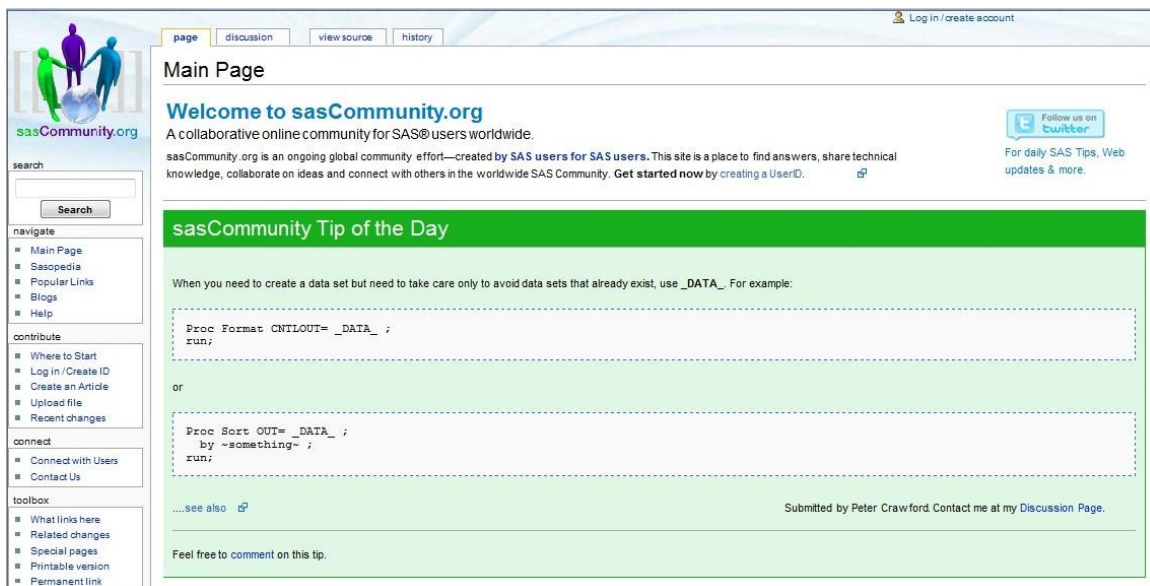 Log in / create account
page discussion view source history
Main Page
Welcome to sasCommunity.org
A collaborative online community for SAS® users worldwide.
sasCommunity.org is an ongoing global community effort—created by SAS users for SAS users. This site is a place to find answers, share technical
knowledge, collaborate on ideas and connect with others in the worldwide SAS Community. Get started now by creating a UserID.
Follow us on
twitter
For daily SAS Tips, Web
updates & more.
sasCommunity.org
search
Search
navigate
Main Page
Sasopedia
Popular Links
Blogs
Help
contribute
Where to Start
Log in / Create ID
Create an Article
Upload file
Recent changes
connect
Connect with Users
Contact Us
toolbox
What links here
Related changes
Special pages
Printable version
Permanent link
sasCommunity Tip of the Day
When you need to create a data set but need to take care only to avoid data sets that already exist, use _DATA_. For example:
Proc Format CNTLOUT= _DATA_ ;
run;
or
Proc Sort OUT= _DATA_ ;
by ~something~ ;
run;
....see also
Submitted by Peter Crawford. Contact me at my Discussion Page.
Feel free to comment on this tip.